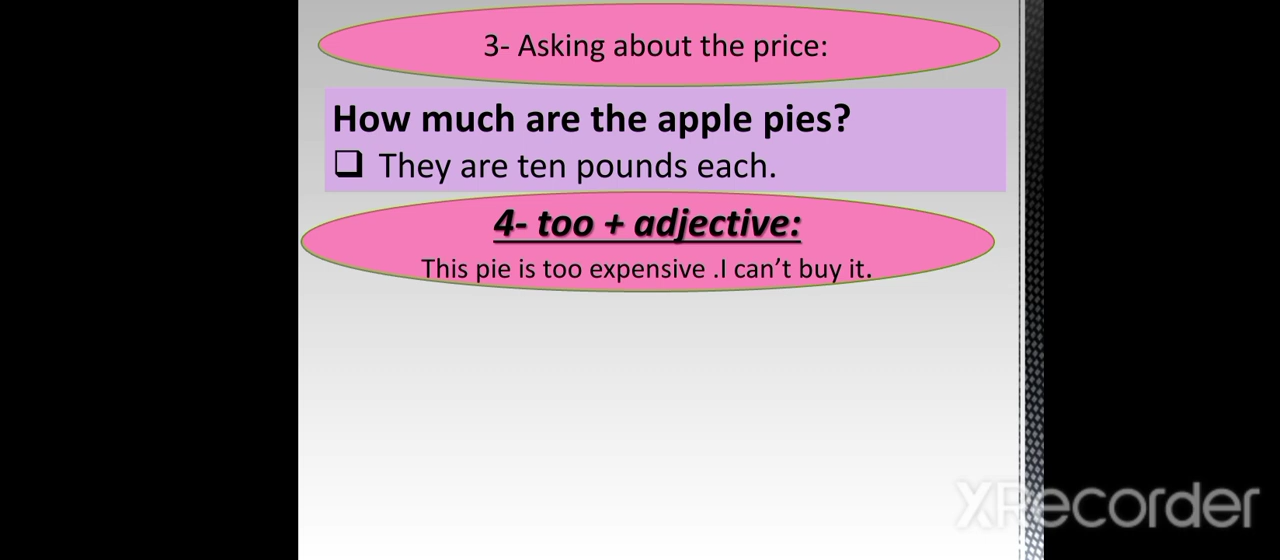 3- Asking about the price:
How much are the apple pies?
❑ They are ten pounds each.
4- too + adjective:
This pie is too expensive .I can’t buy it.
XRecorder